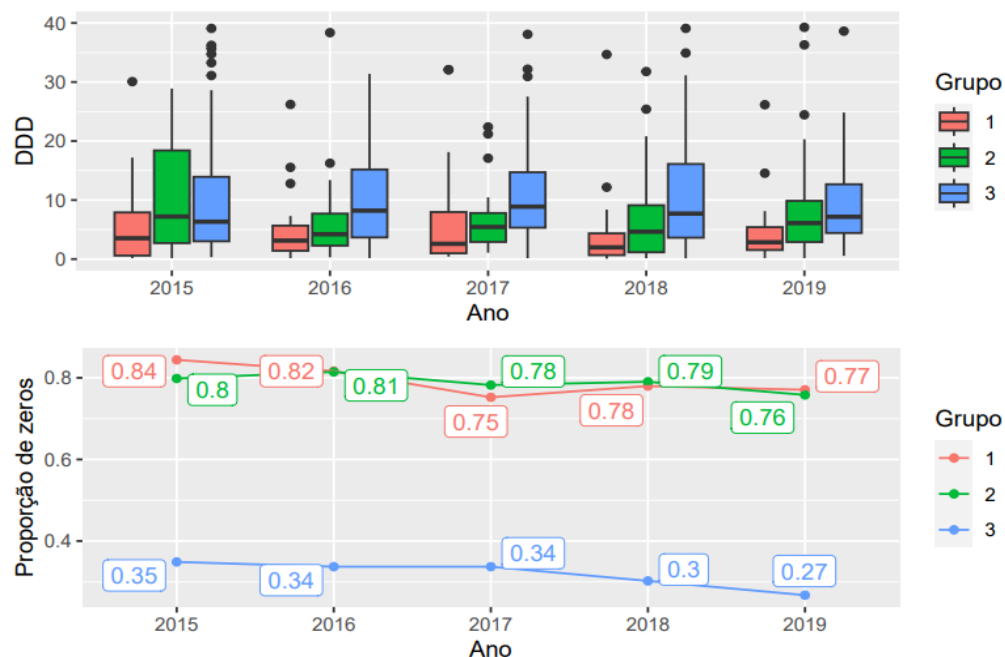 40
30
20
10
0
DDD
2015 2016 2017 2018 2019
Ano
Grupo
1
2
3
0.8
0.6
0.4
Proporção de zeros
0.84 0.82 0.78 0.79 0.77
0.8 0.81 0.75 0.78 0.76
0.35 0.34 0.34 0.3 0.27
2015 2016 2017 2018 2019
Ano
Grupo
1
2
3